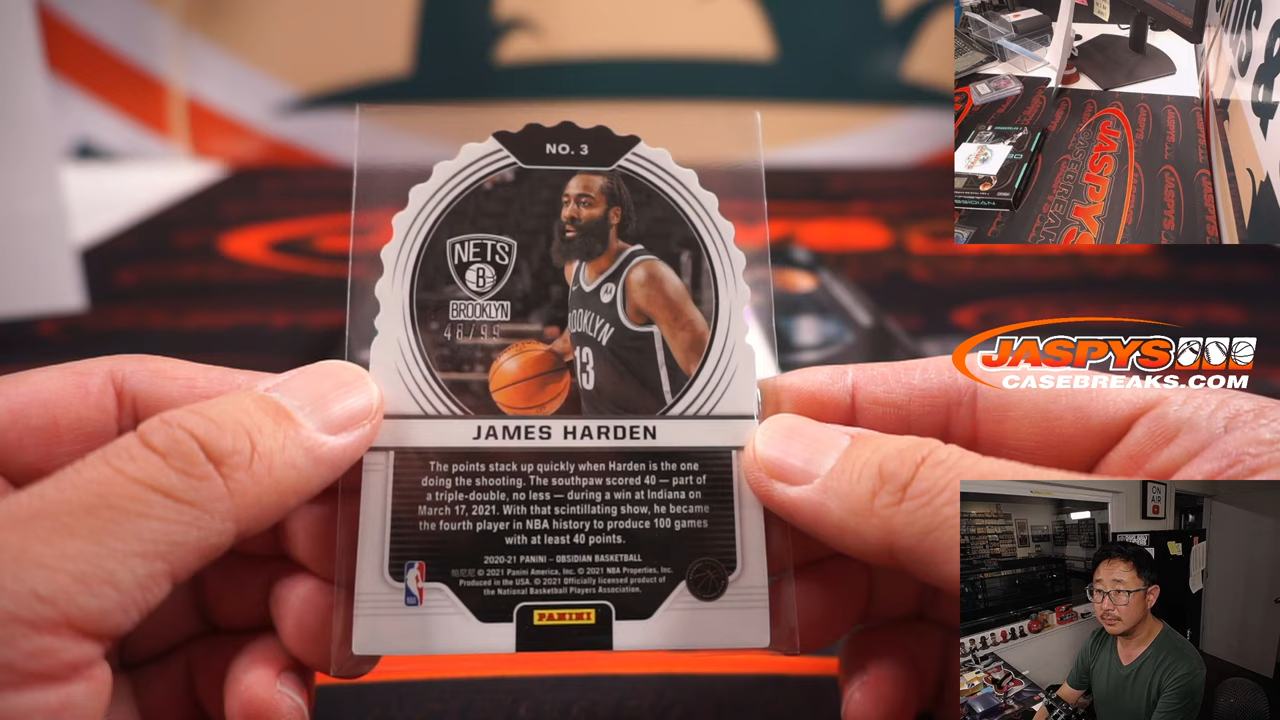 NO. 3
NETS
B
BROOKLYN
48/99
BROOKLYN
13
JAMES HARDEN
The points stack up quickly when Harden is the one
doing the shooting. The southpaw scored 40 — part of
a triple-double, no less — during a win at Indiana on
March 17, 2021. With that scintillating show, he became
the fourth player in NBA history to produce 100 games
with at least 40 points.
2020-21 PANINI – OBSIDIAN BASKETBALL
帕尼尼 © 2021 Panini America, Inc. © 2021 NBA Properties, Inc.
Produced in the USA. © 2021 Officially licensed product of
the National Basketball Players Association.
NBA
PANINI
JASPYS
JASPYS
CASEBREAKS.COM
ON
AIR